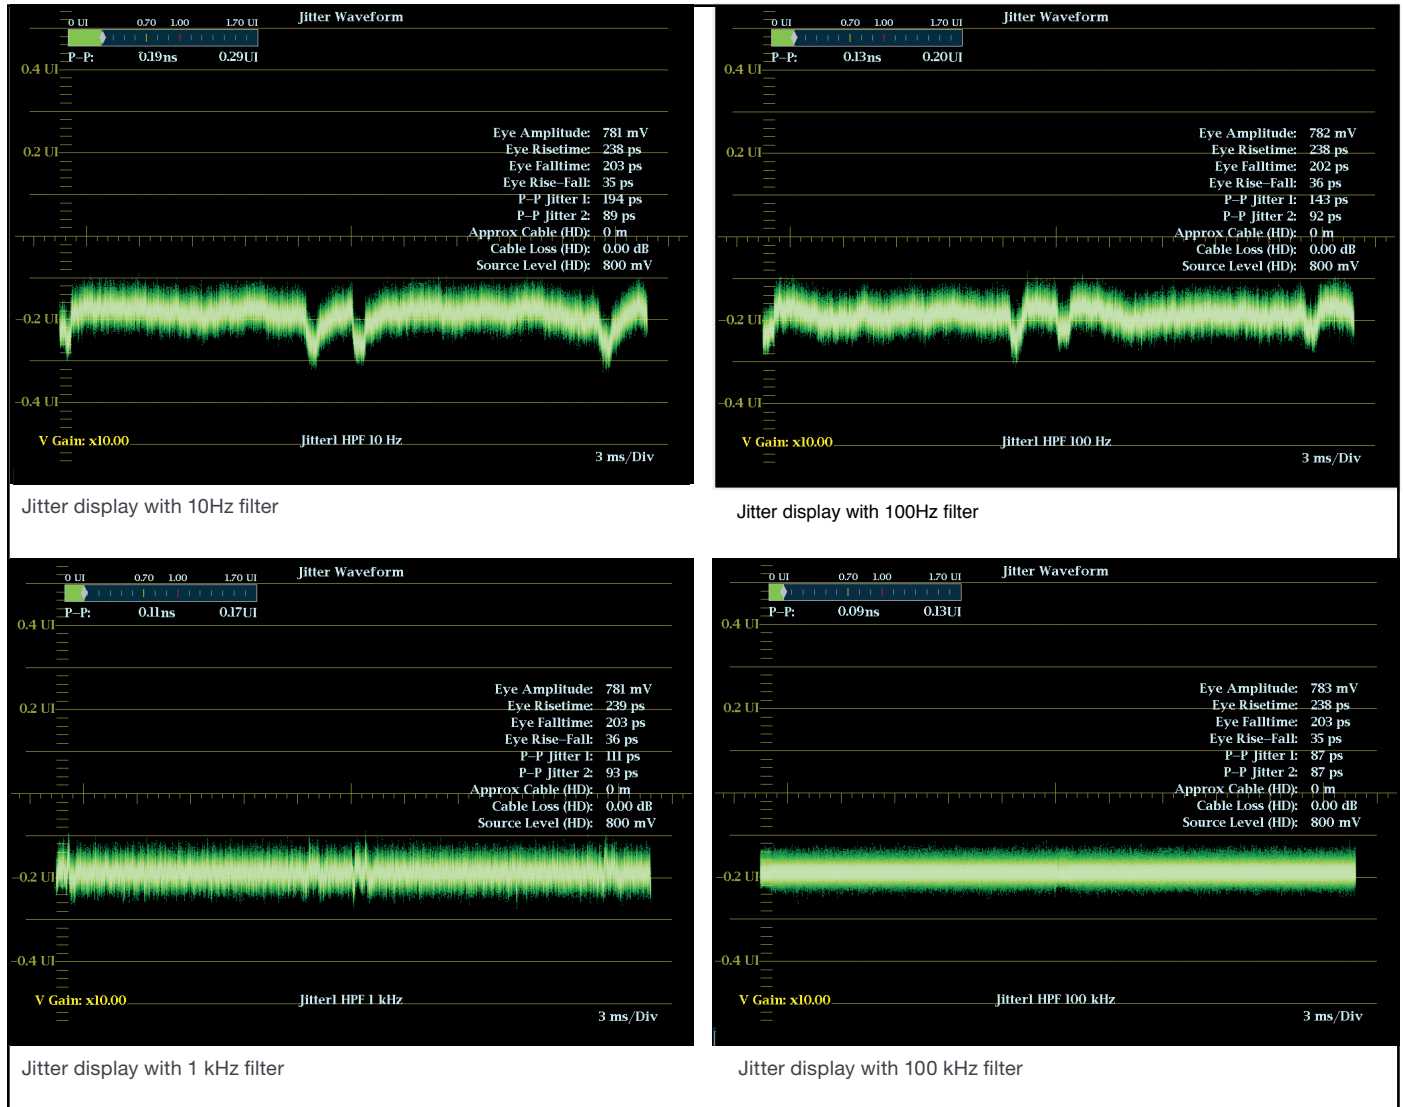 Jitter Waveform
0 UI 0.70 1.00 1.70 UI
P–P: 0.19ns 0.29UI
0.4 UI
Eye Amplitude: 781 mV
0.2 UI
Eye Risetime: 238 ps
Eye Falltime: 203 ps
Eye Rise–Fall: 35 ps
P–P Jitter 1: 194 ps
P–P Jitter 2: 89 ps
Approx Cable (HD): 0 m
Cable Loss (HD): 0.00 dB
Source Level (HD): 800 mV
–0.2 UI
–0.4 UI
V Gain: x10.00
Jitter1 HPF 10 Hz
3 ms/Div
Jitter display with 10Hz filter
Jitter Waveform
0 UI 0.70 1.00 1.70 UI
P–P: 0.13ns 0.20UI
0.4 UI
Eye Amplitude: 782 mV
0.2 UI
Eye Risetime: 238 ps
Eye Falltime: 202 ps
Eye Rise–Fall: 36 ps
P–P Jitter 1: 143 ps
P–P Jitter 2: 92 ps
Approx Cable (HD): 0 m
Cable Loss (HD): 0.00 dB
Source Level (HD): 800 mV
–0.2 UI
–0.4 UI
V Gain: x10.00
Jitter1 HPF 100 Hz
3 ms/Div
Jitter display with 100Hz filter
Jitter Waveform
0 UI 0.70 1.00 1.70 UI
P–P: 0.11ns 0.17UI
0.4 UI
Eye Amplitude: 781 mV
0.2 UI
Eye Risetime: 239 ps
Eye Falltime: 203 ps
Eye Rise–Fall: 36 ps
P–P Jitter 1: 111 ps
P–P Jitter 2: 93 ps
Approx Cable (HD): 0 m
Cable Loss (HD): 0.00 dB
Source Level (HD): 800 mV
–0.2 UI
–0.4 UI
V Gain: x10.00
Jitter1 HPF 1 kHz
3 ms/Div
Jitter display with 1 kHz filter
Jitter Waveform
0 UI 0.70 1.00 1.70 UI
P–P: 0.09ns 0.13UI
0.4 UI
Eye Amplitude: 783 mV
0.2 UI
Eye Risetime: 238 ps
Eye Falltime: 203 ps
Eye Rise–Fall: 35 ps
P–P Jitter 1: 87 ps
P–P Jitter 2: 87 ps
Approx Cable (HD): 0 m
Cable Loss (HD): 0.00 dB
Source Level (HD): 800 mV
–0.2 UI
–0.4 UI
V Gain: x10.00
Jitter1 HPF 100 kHz
3 ms/Div
Jitter display with 100 kHz filter